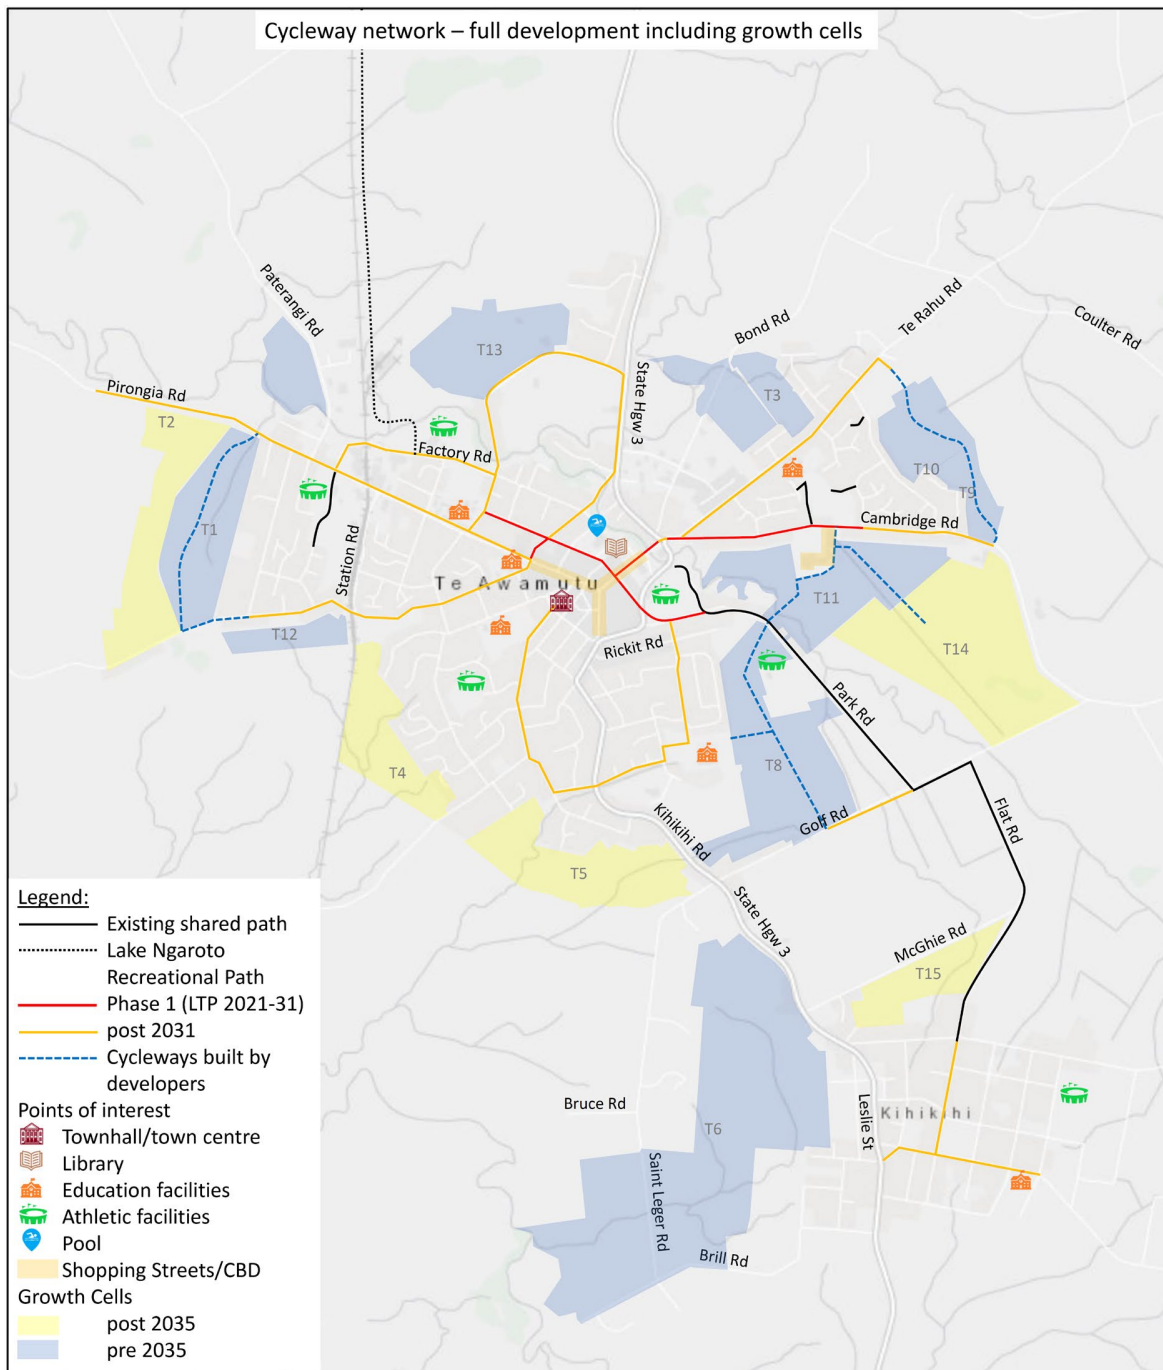 Cycleway network – full development including growth cells
Paterangi Rd
Te Rahu Rd
Coulter Rd
Bond Rd
T13
State Hgw 3
Pirongia Rd
T3
T2
Factory Rd
T10
T9
Cambridge Rd
T1
Station Rd
Te Awamutu
T11
T12
Rickit Rd
T14
Park Rd
T4
T8
Golf Rd
Flat Rd
Kihikihi Rd
T5
State Hgw 3
McGhie Rd
T15
Bruce Rd
Leslie St
Kihikihi
T6
Saint Leger Rd
Brill Rd
Legend:
Existing shared path
Lake Ngaroto
Recreational Path
Phase 1 (LTP 2021-31)
post 2031
Cycleways built by
developers
Points of interest
Townhall/town centre
Library
Education facilities
Athletic facilities
Pool
Shopping Streets/CBD
Growth Cells
post 2035
pre 2035